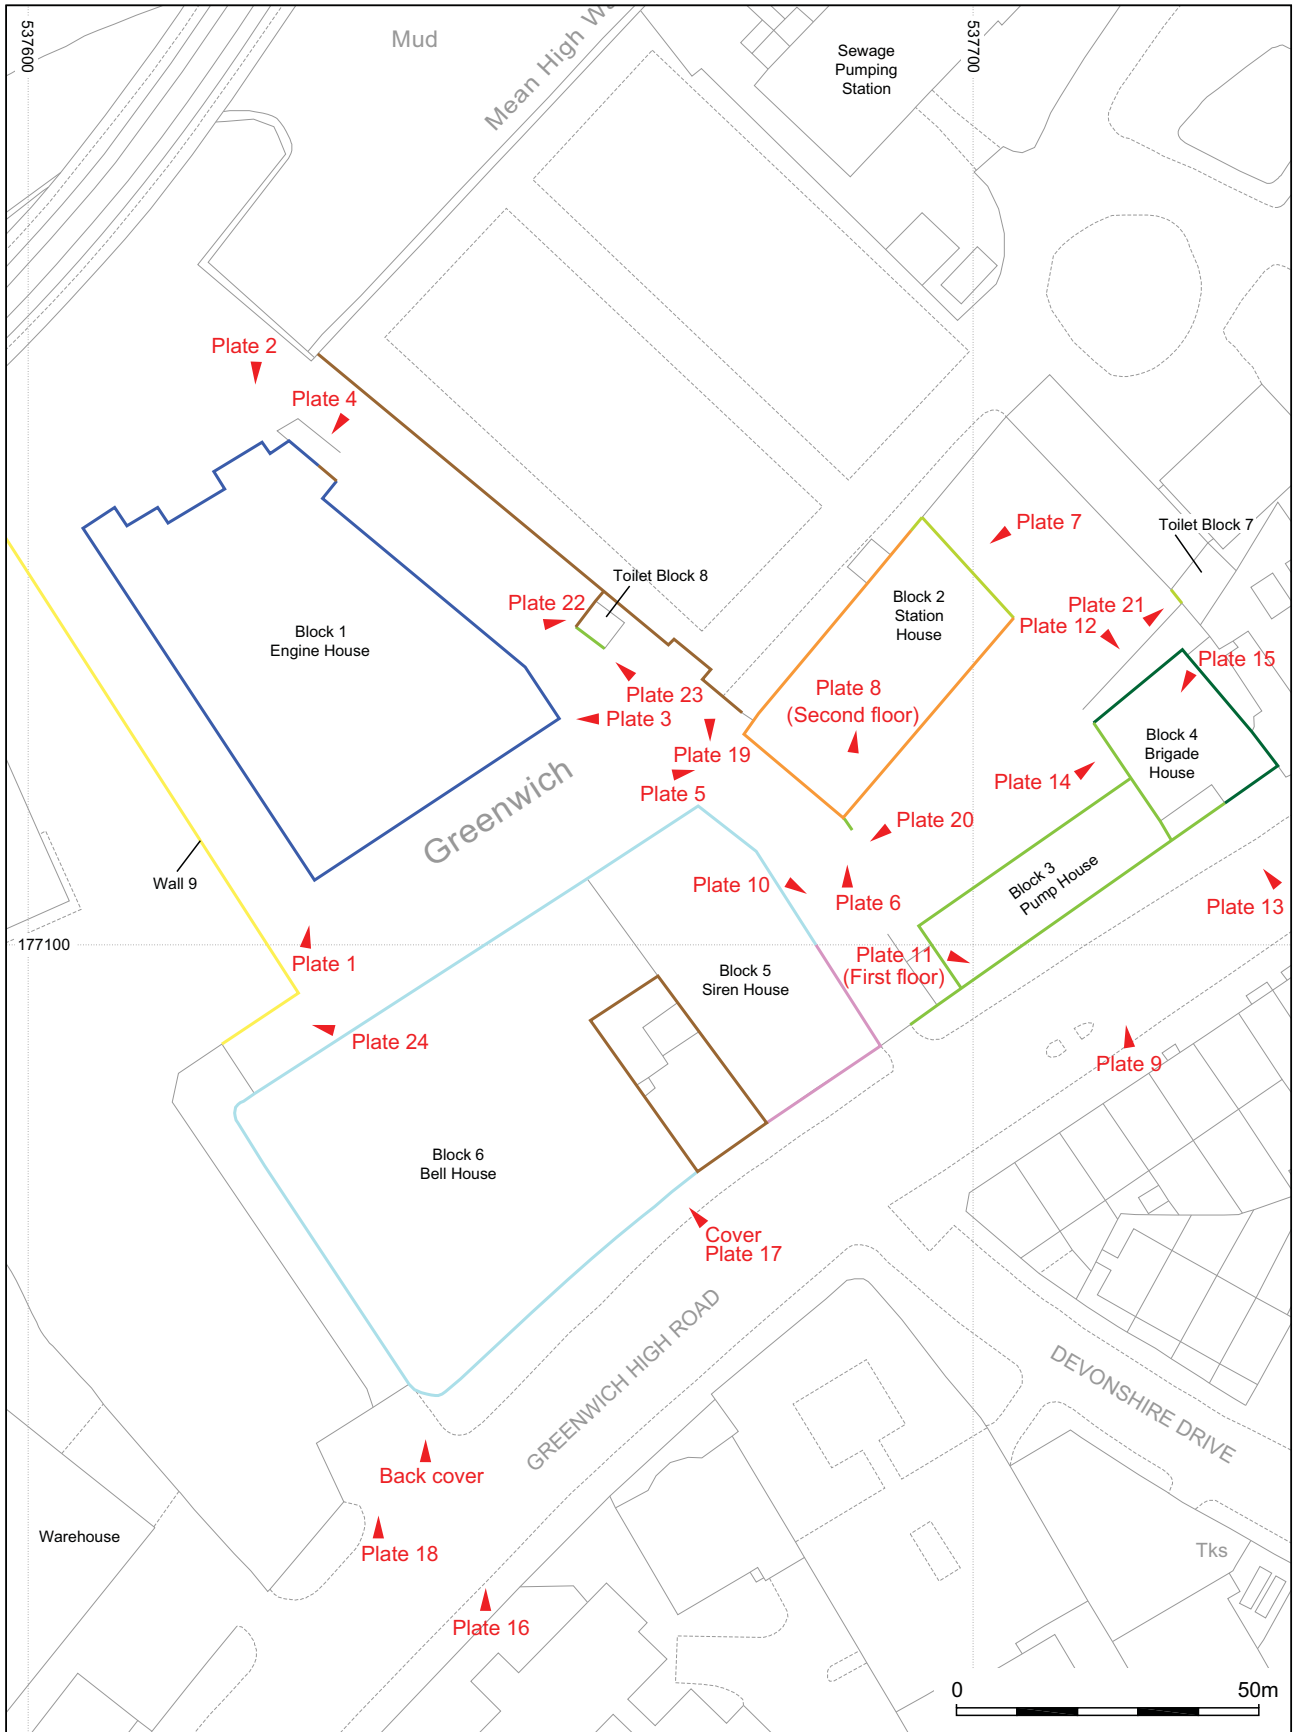 537600
Mud
Mean High Wa
Sewage
Pumping
Station
537700
Plate 2
Plate 4
Plate 7
Toilet Block 7
Toilet Block 8
Plate 22
Block 2
Station
House
Plate 21
Plate 12
Block 1
Engine House
Plate 15
Plate 23
Plate 3
Plate 8
(Second floor)
Plate 19
Block 4
Brigade
House
Plate 5
Plate 14
Greenwich
Plate 20
Wall 9
Plate 10
Block 3
Pump House
Plate 6
Plate 13
177100
Plate 1
Plate 11
(First floor)
Block 5
Siren House
Plate 24
Plate 9
Block 6
Bell House
Cover
Plate 17
GREENWICH HIGH ROAD
DEVONSHIRE DRIVE
Back cover
Warehouse
Plate 18
Tks
Plate 16
0
50m